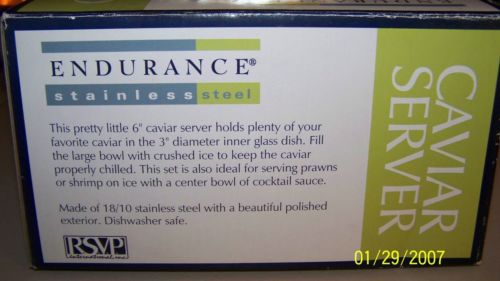 ENDURANCE®
stainless steel
This pretty little 6" caviar server holds plenty of your
favorite caviar in the 3" diameter inner glass dish. Fill
the large bowl with crushed ice to keep the caviar
properly chilled. This set is also ideal for serving prawns
or shrimp on ice with a center bowl of cocktail sauce.
Made of 18/10 stainless steel with a beautiful polished
exterior. Dishwasher safe.
RSVP
international, inc.
CAVIAR
SERVER
01/29/2007